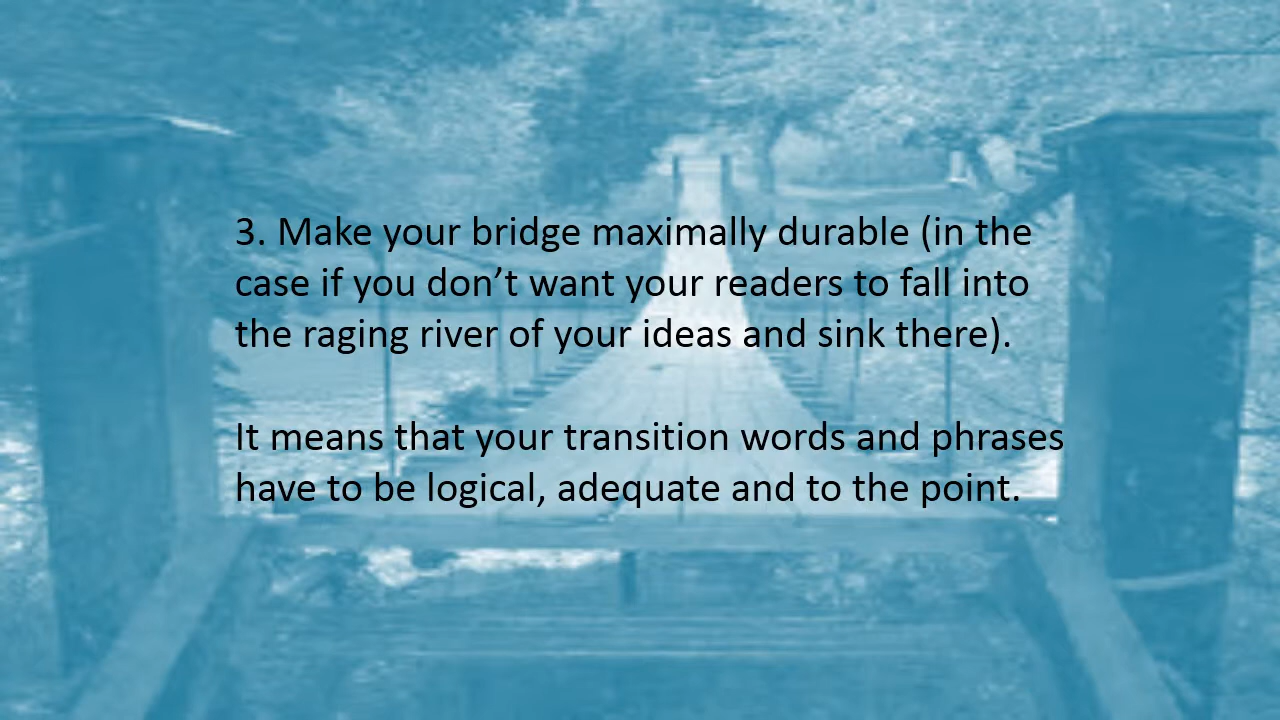 3. Make your bridge maximally durable (in the
case if you don’t want your readers to fall into
the raging river of your ideas and sink there).
It means that your transition words and phrases
have to be logical, adequate and to the point.